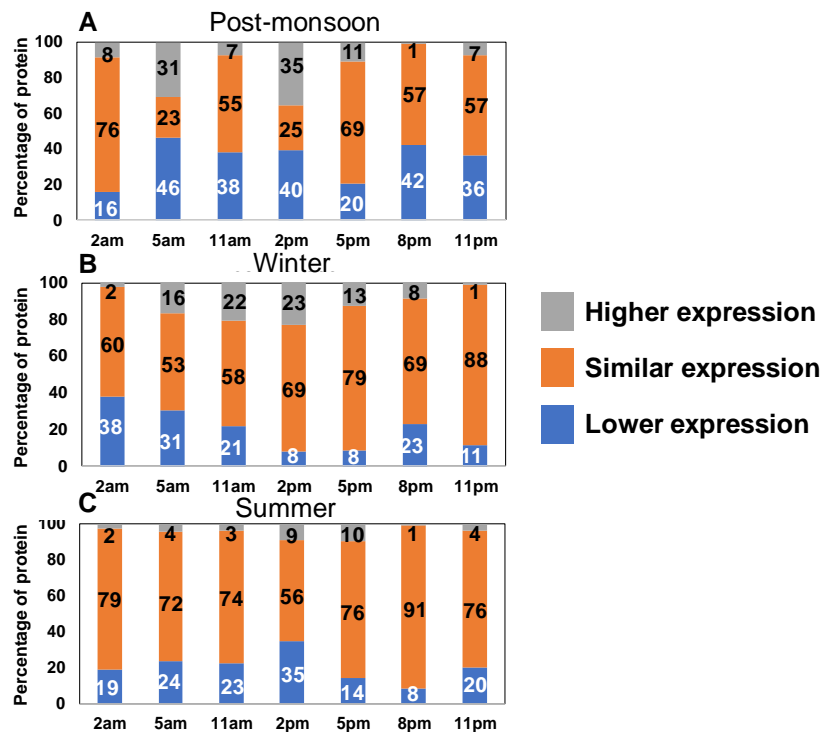 A
Post-monsoon
Percentage of protein
100
80
60
40
20
0
8 31 7 35 11 1 7
76 23 55 25 69 57 57
16 46 38 40 20 42 36
2am 5am 11am 2pm 5pm 8pm 11pm
B
Winter
Percentage of protein
100
80
60
40
20
0
2 16 22 23 13 8 1
60 53 58 69 79 69 88
38 31 21 8 8 23 11
2am 5am 11am 2pm 5pm 8pm 11pm
Higher expression
Similar expression
Lower expression
C
Summer
Percentage of protein
100
80
60
40
20
0
2 4 3 9 10 1 4
79 72 74 56 76 91 76
19 24 23 35 14 8 20
2am 5am 11am 2pm 5pm 8pm 11pm